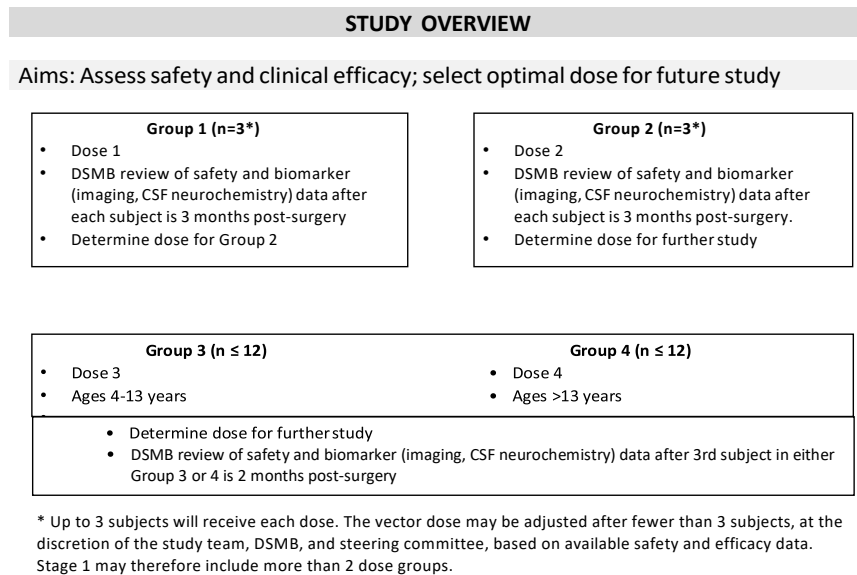 STUDY OVERVIEW
Aims: Assess safety and clinical efficacy; select optimal dose for future study
Group 1 (n=3*)
• Dose 1
• DSMB review of safety and biomarker
(imaging, CSF neurochemistry) data after
each subject is 3 months post-surgery
• Determine dose for Group 2
Group 2 (n=3*)
• Dose 2
• DSMB review of safety and biomarker
(imaging, CSF neurochemistry) data after
each subject is 3 months post-surgery.
• Determine dose for further study
Group 3 (n ≤ 12)
• Dose 3
• Ages 4-13 years
Group 4 (n ≤ 12)
• Dose 4
• Ages >13 years
• Determine dose for further study
• DSMB review of safety and biomarker (imaging, CSF neurochemistry) data after 3rd subject in either
Group 3 or 4 is 2 months post-surgery
* Up to 3 subjects will receive each dose. The vector dose may be adjusted after fewer than 3 subjects, at the
discretion of the study team, DSMB, and steering committee, based on available safety and efficacy data.
Stage 1 may therefore include more than 2 dose groups.